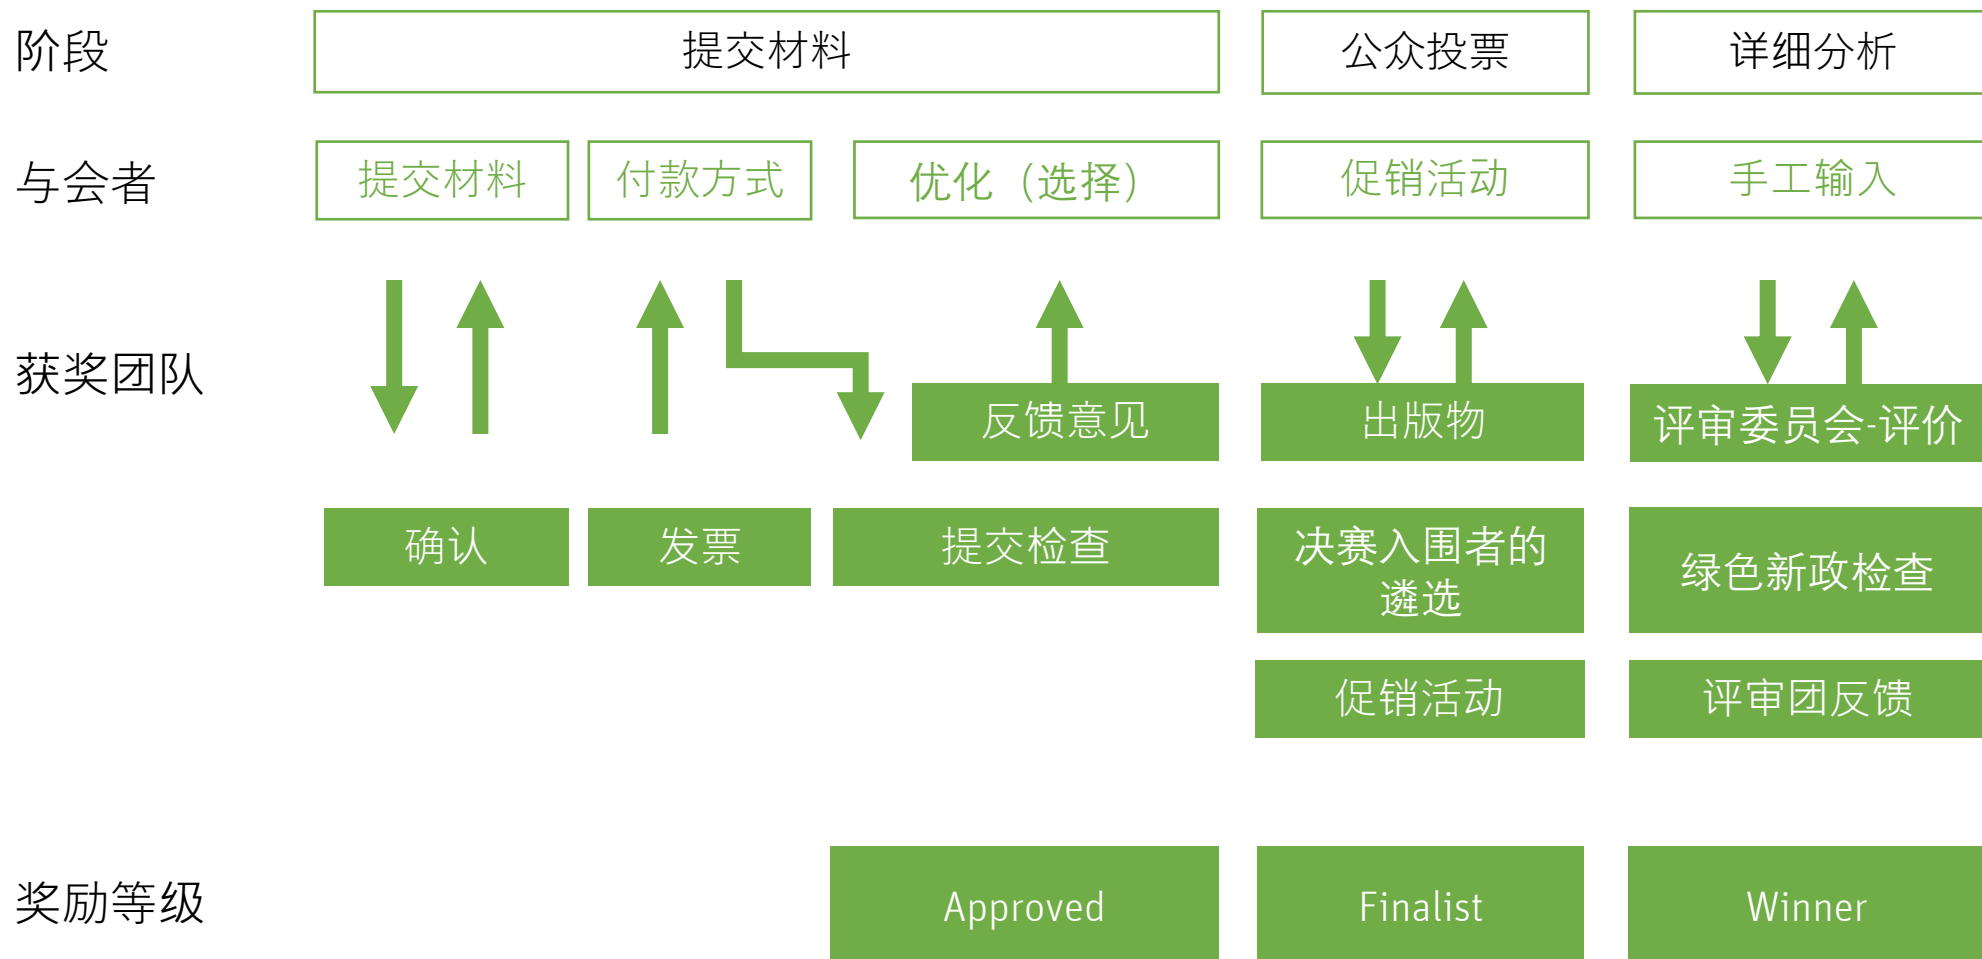 阶段
提交材料
公众投票
详细分析
与会者
提交材料
付款方式
优化（选择）
促销活动
手工输入
获奖团队
反馈意见
出版物
评审委员会-评价
确认
发票
提交检查
决赛入围者的
遴选
绿色新政检查
促销活动
评审团反馈
奖励等级
Approved
Finalist
Winner